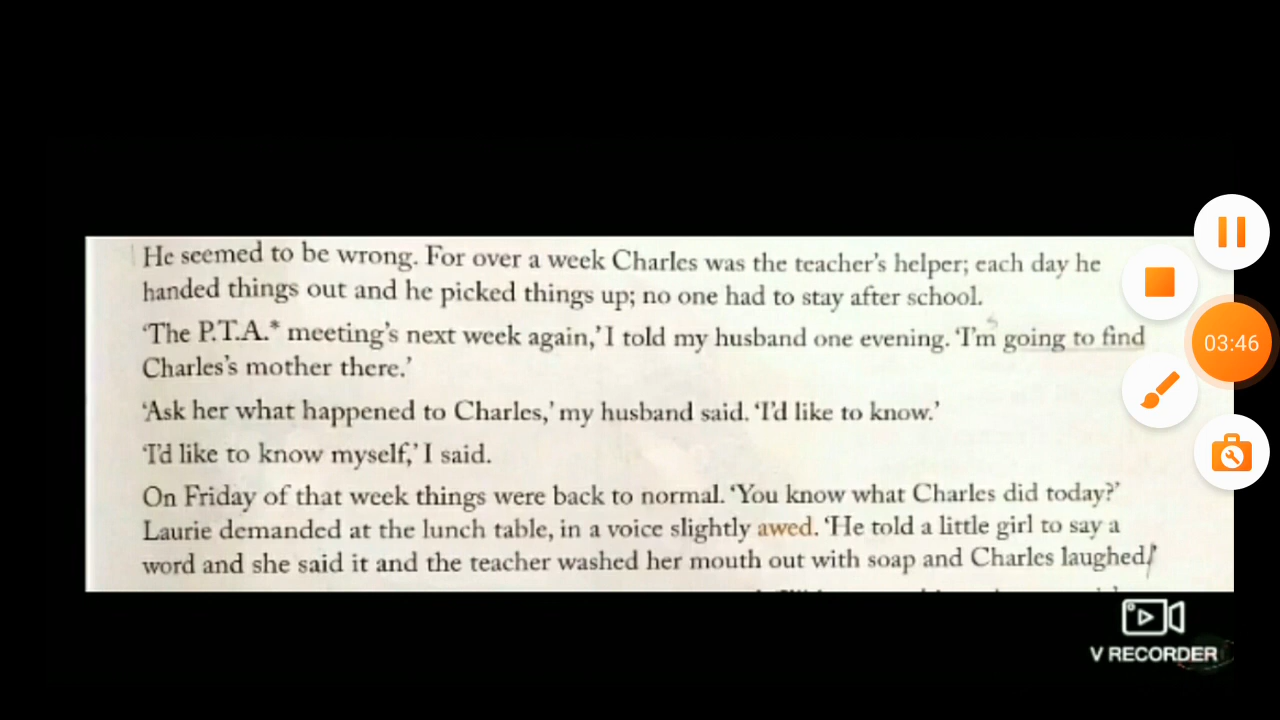 He seemed to be wrong. For over a week Charles was the teacher's helper; each day he
handed things out and he picked things up; no one had to stay after school.
'The P.T.A.* meeting's next week again,' I told my husband one evening. 'I'm going to find
Charles's mother there.'
'Ask her what happened to Charles,' my husband said. 'I'd like to know.'
'I'd like to know myself,' I said.
On Friday of that week things were back to normal. 'You know what Charles did today?'
Laurie demanded at the lunch table, in a voice slightly awed. 'He told a little girl to say a
word and she said it and the teacher washed her mouth out with soap and Charles laughed.'
03:46
V RECORDER